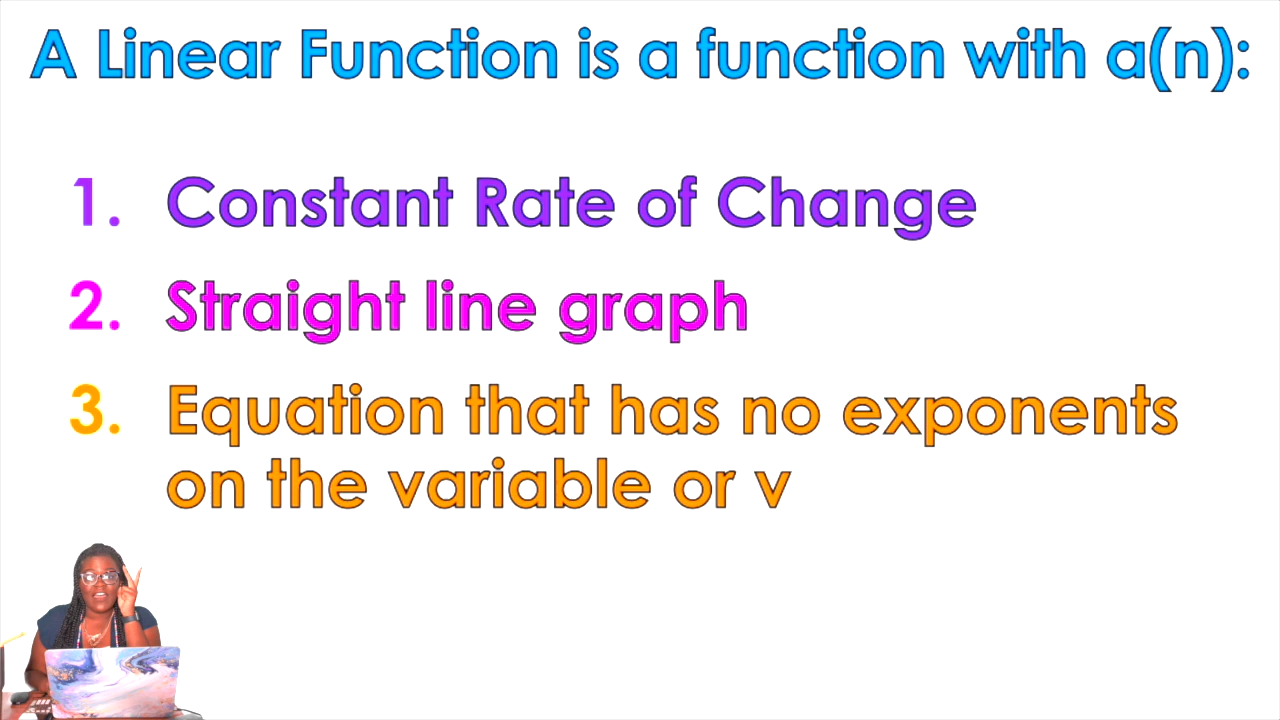 A Linear Function is a function with a(n):
1. Constant Rate of Change
2. Straight line graph
3. Equation that has no exponents
on the variable or v